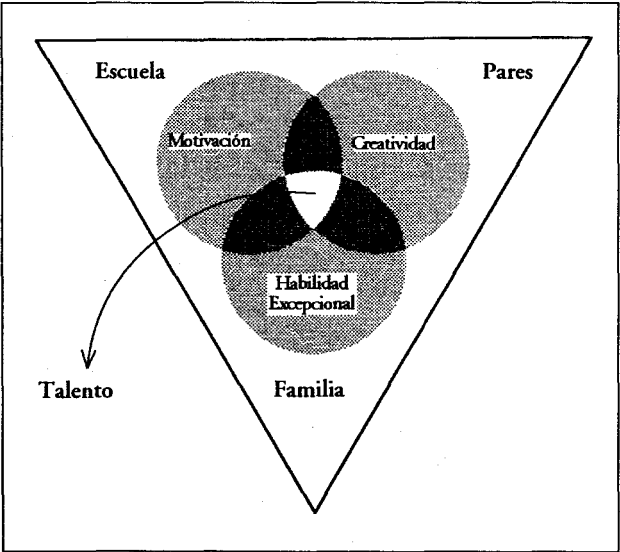 Escuela
Pares
Motivación
Creatividad
Habilidad
Excepcional
Talento
Familia